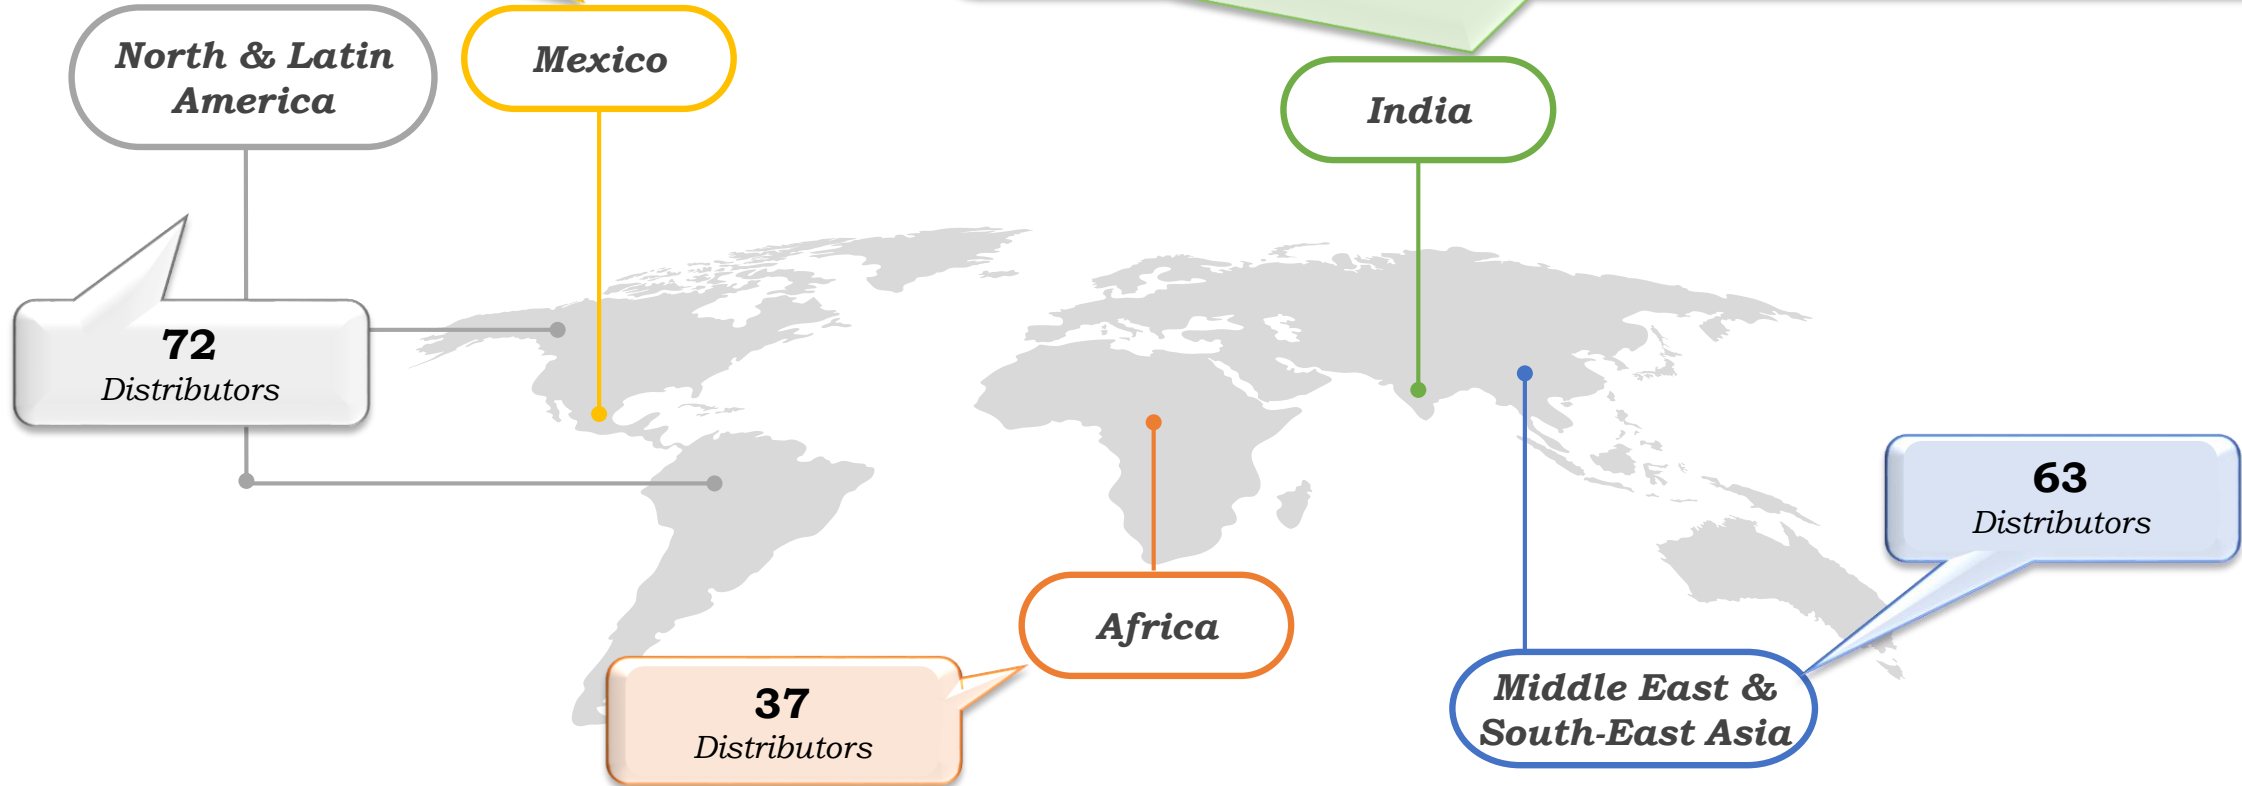 North & Latin
America
Mexico
India
72
Distributors
63
Distributors
Africa
37
Distributors
Middle East &
South-East Asia